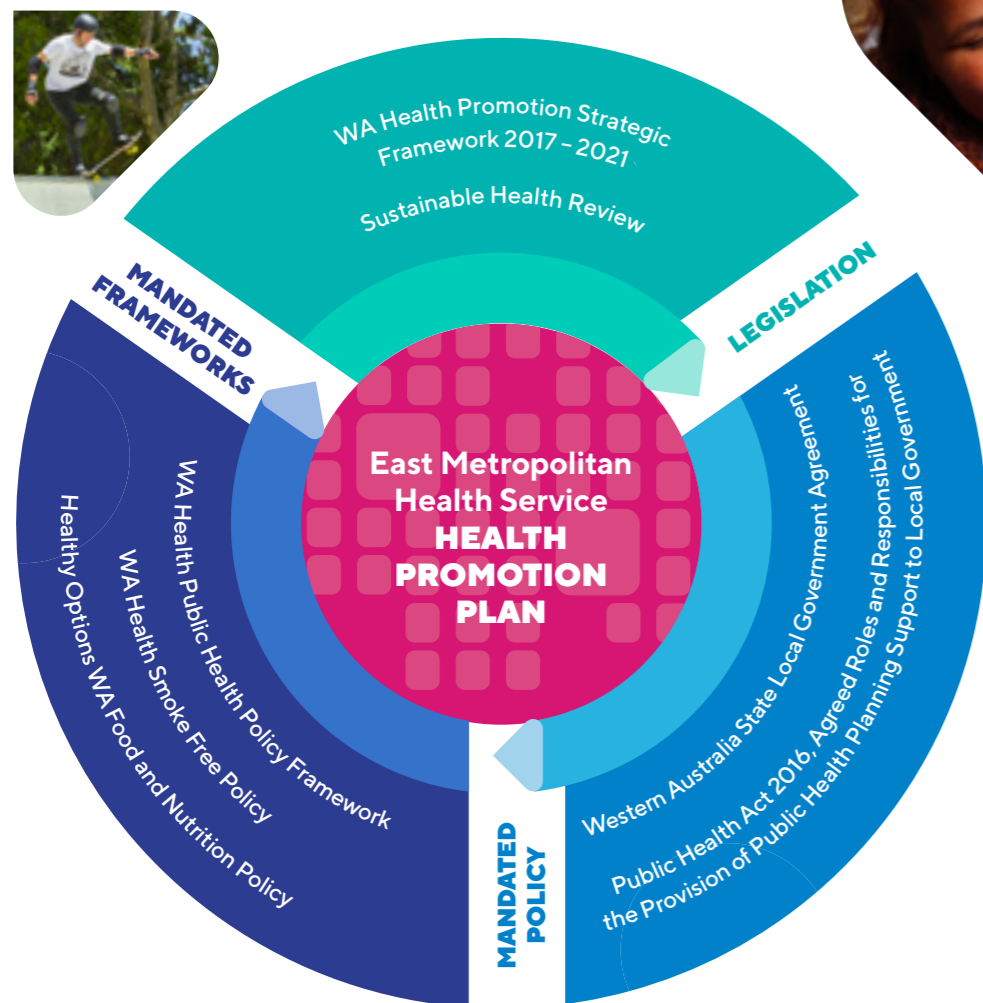 WA Health Promotion Strategic
Framework 2017 – 2021
Sustainable Health Review
MANDATED
FRAMEWORKS
LEGISLATION
East Metropolitan
Health Service
HEALTH
PROMOTION
PLAN
WA Health Public Health Policy Framework
WA Health Smoke Free Policy
Healthy Options WA Food and Nutrition Policy
Western Australia State Local Government Agreement
Public Health Act 2016, Agreed Roles and Responsibilities for
the Provision of Public Health Planning Support to Local Government
MANDATED
POLICY